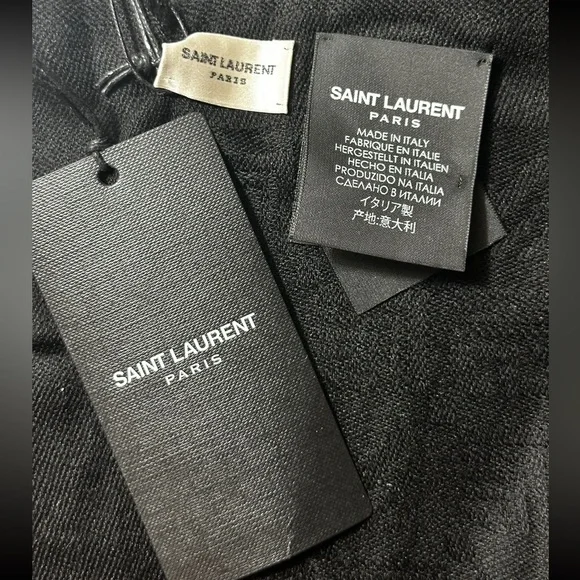 SAINT LAURENT
PARIS
SAINT LAURENT
PARIS
MADE IN ITALY
FABRIQUE EN ITALIE
HERGESTELLT IN ITALIEN
HECHO EN ITALIA
PRODUZIDO NA ITALIA
СДЕЛАНО В ИТАЛИИ
イタリア製
产地:意大利
SAINT LAURENT
PARIS